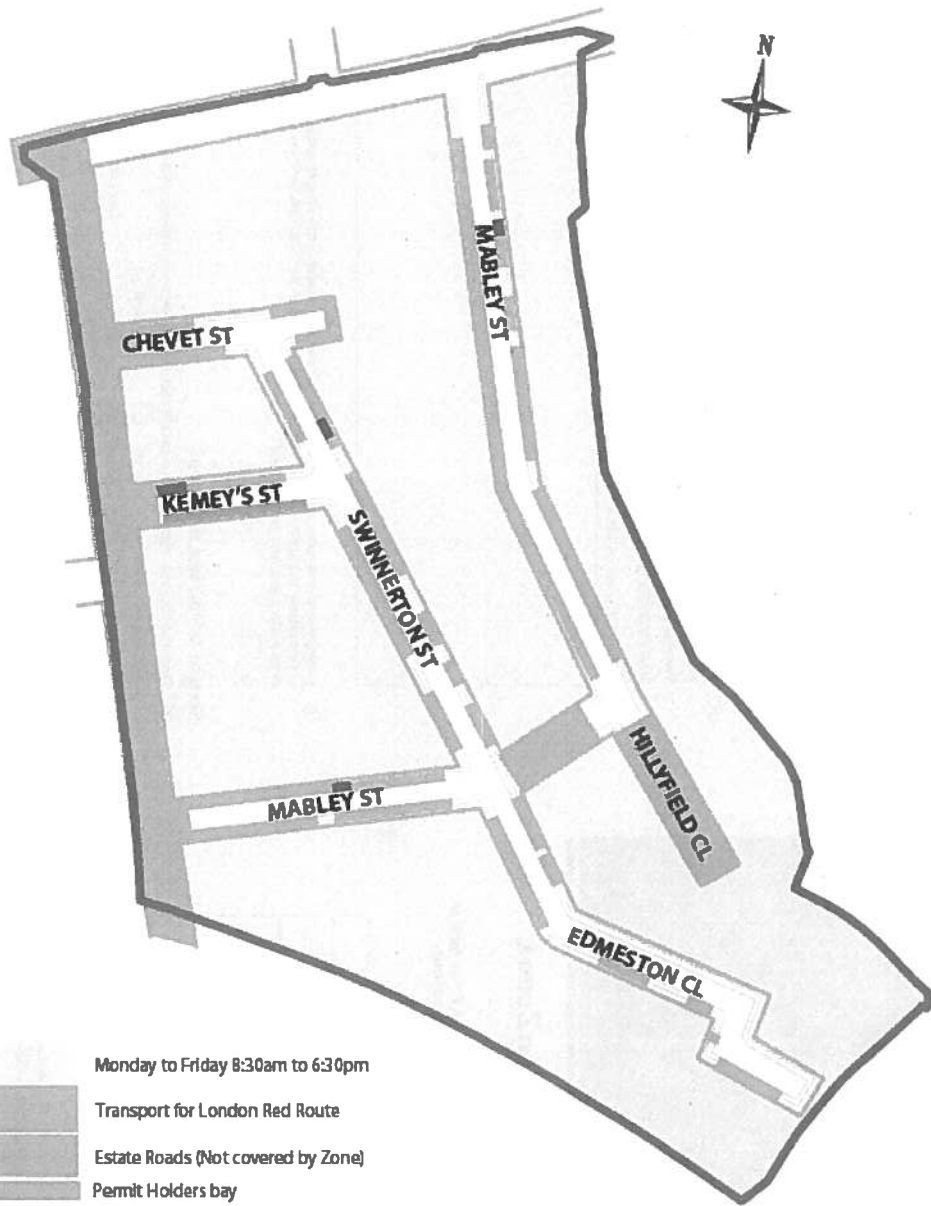 N
MABLEY ST
CHEVET ST
KEMEY'S ST
SWINNERTON ST
HILLYFIELD CL
MABLEY ST
EDMESTON CL
Monday to Friday 8:30am to 6:30pm
Transport for London Red Route
Estate Roads (Not covered by Zone)
Permit Holders bay